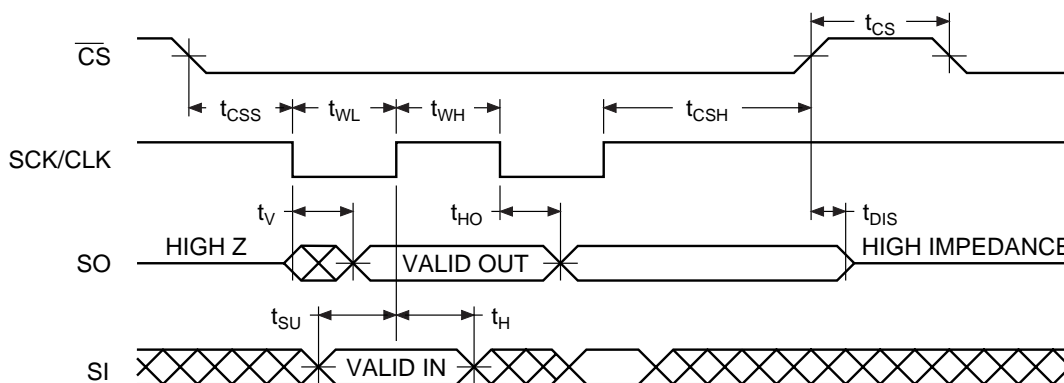 t_CS
CS
t_CSS t_WL t_WH t_CSH
SCK/CLK
t_V t_HO t_DIS
HIGH Z VALID OUT HIGH IMPEDANCE
SO
t_SU t_H
SI VALID IN